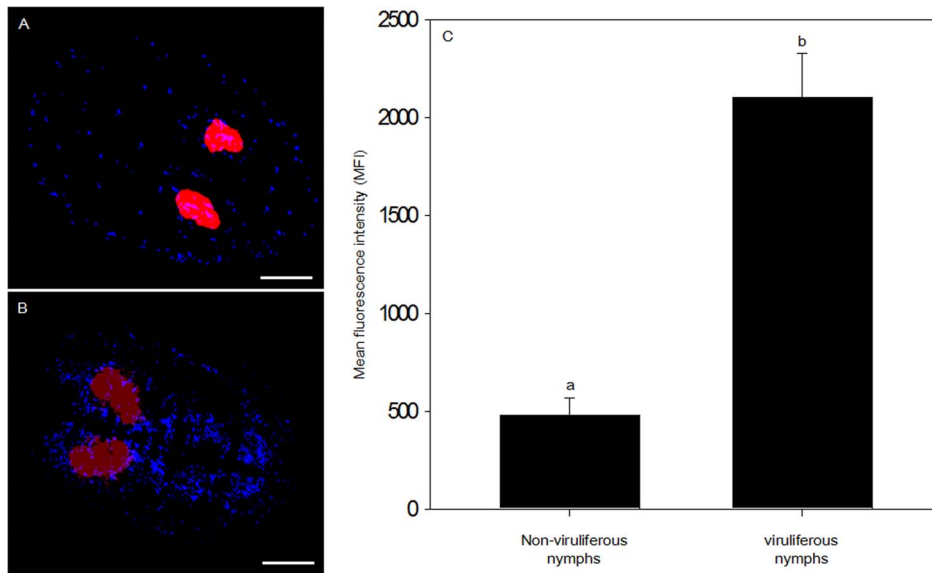 A
B
C
Mean fluorescence intensity (MFI)
2500
2000
1500
1000
500
0
a
b
Non-viruliferous
nymphs
viruliferous
nymphs